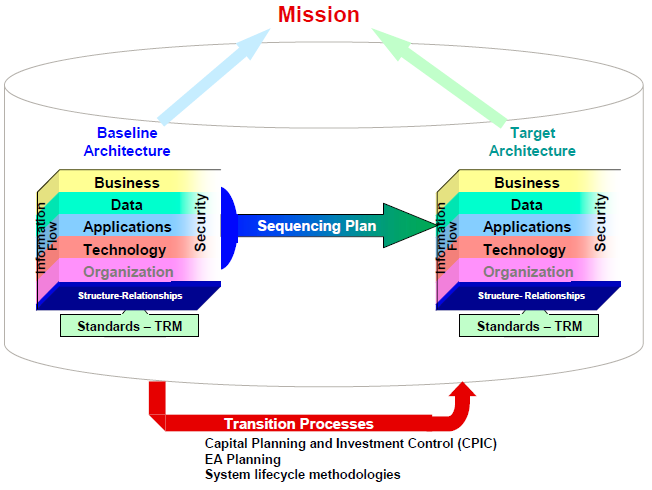 Mission
Baseline
Architecture
Target
Architecture
Business
Data
Applications
Technology
Organization
Information
Flow
Security
Structure-Relationships
Standards – TRM
Sequencing Plan
Business
Data
Applications
Technology
Organization
Information
Flow
Security
Structure- Relationships
Standards – TRM
Transition Processes
Capital Planning and Investment Control (CPIC)
EA Planning
System lifecycle methodologies